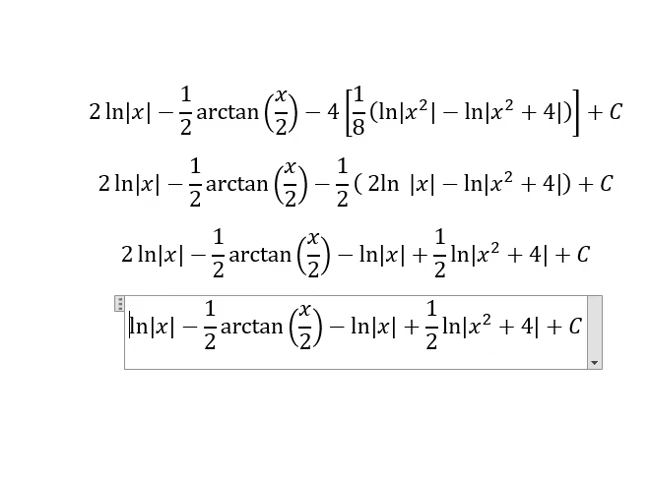 2 ln|x| − 1/2 arctan(x/2) − 4[1/8(ln|x²| − ln|x² + 4|)] + C
2 ln|x| − 1/2 arctan(x/2) − 1/2( 2ln |x| − ln|x² + 4|) + C
2 ln|x| − 1/2 arctan(x/2) − ln|x| + 1/2 ln|x² + 4| + C
ln|x| − 1/2 arctan(x/2) − ln|x| + 1/2 ln|x² + 4| + C